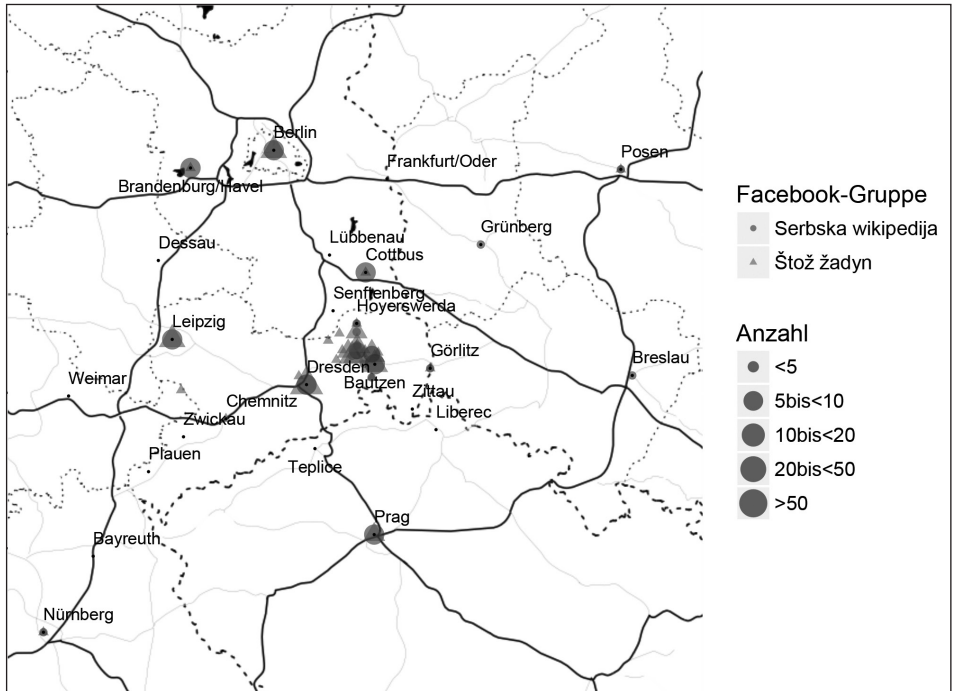 Berlin
Posen
Frankfurt/Oder
Brandenburg/Havel
Grünberg
Dessau
Lübbenau
Cottbus
Senftenberg
Hoyerswerda
Leipzig
Görlitz
Breslau
Dresden
Weimar
Bautzen
Zittau
Chemnitz
Liberec
Zwickau
Plauen
Teplice
Prag
Bayreuth
Nürnberg
Facebook-Gruppe
Serbska wikipedija
Štož žadyn
Anzahl
<5
5bis<10
10bis<20
20bis<50
>50